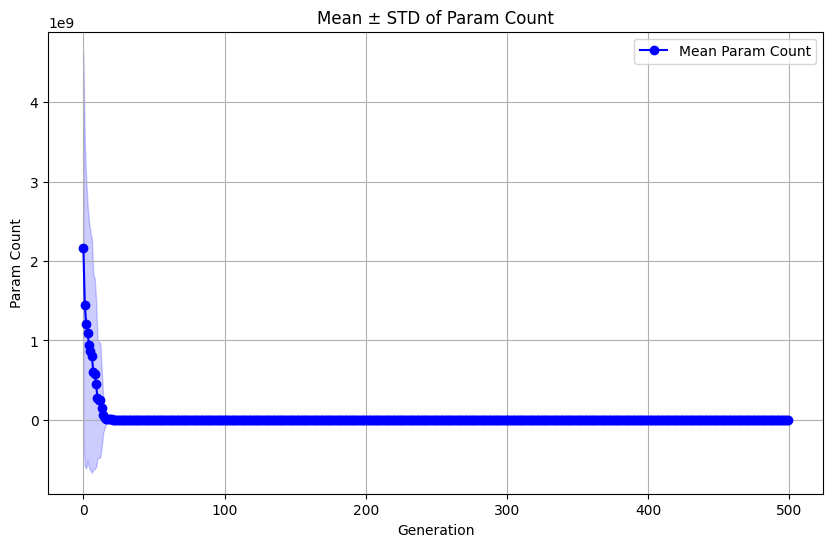 Mean ± STD of Param Count
1e9
Mean Param Count
4
3
2
1
0
Param Count
0 100 200 300 400 500
Generation